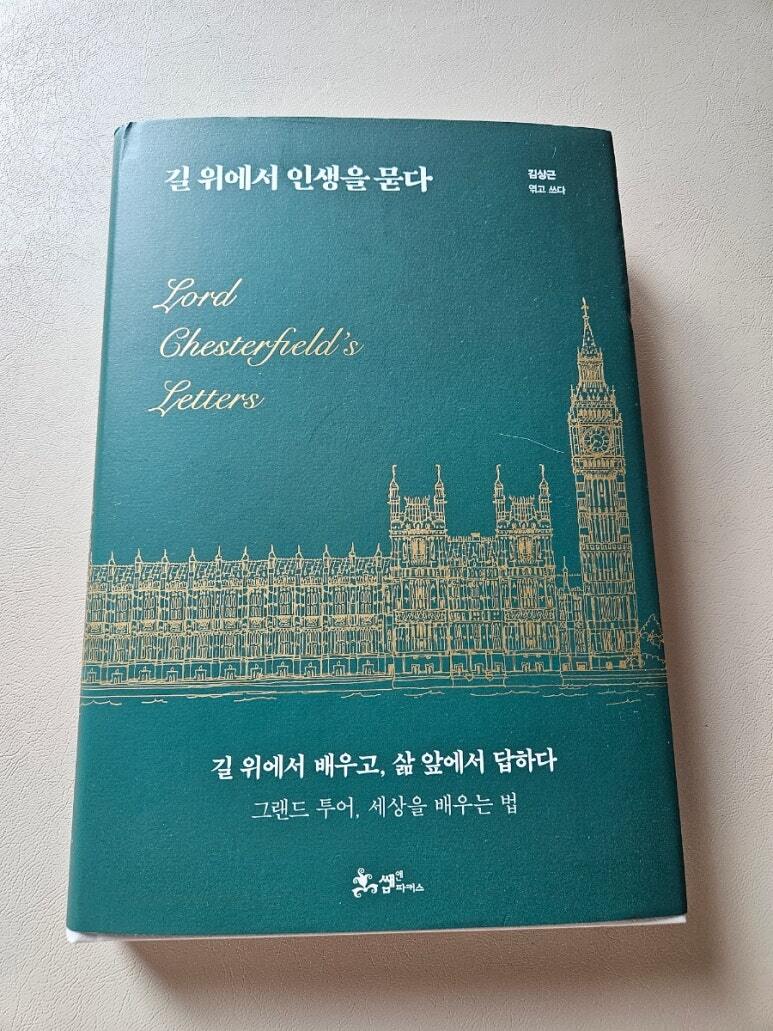 길 위에서 인생을 묻다
김상근
엮고 쓰다
Lord
Chesterfield's
Letters
길 위에서 배우고, 삶 앞에서 답하다
그랜드 투어, 세상을 배우는 법
쌤앤
파커스